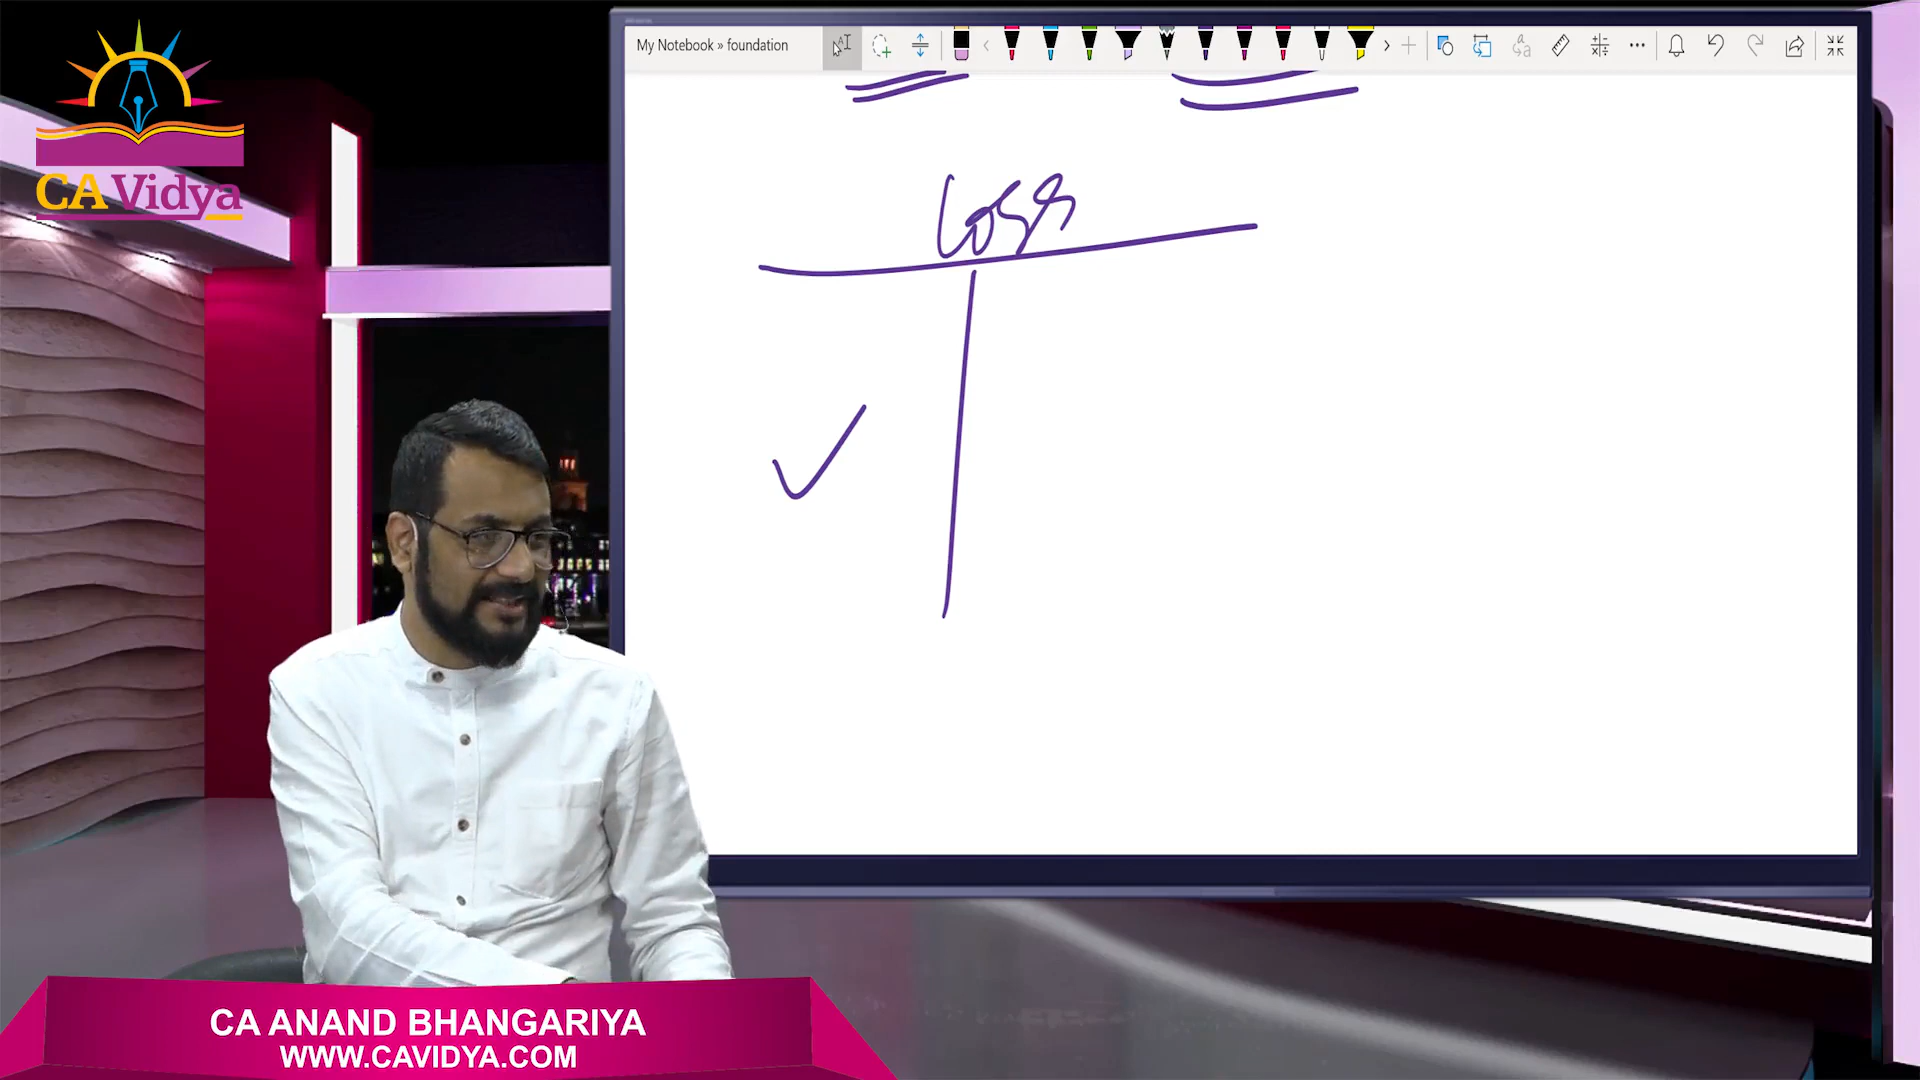 CA Vidya
My Notebook » foundation
Loss
CA ANAND BHANGARIYA
WWW.CAVIDYA.COM